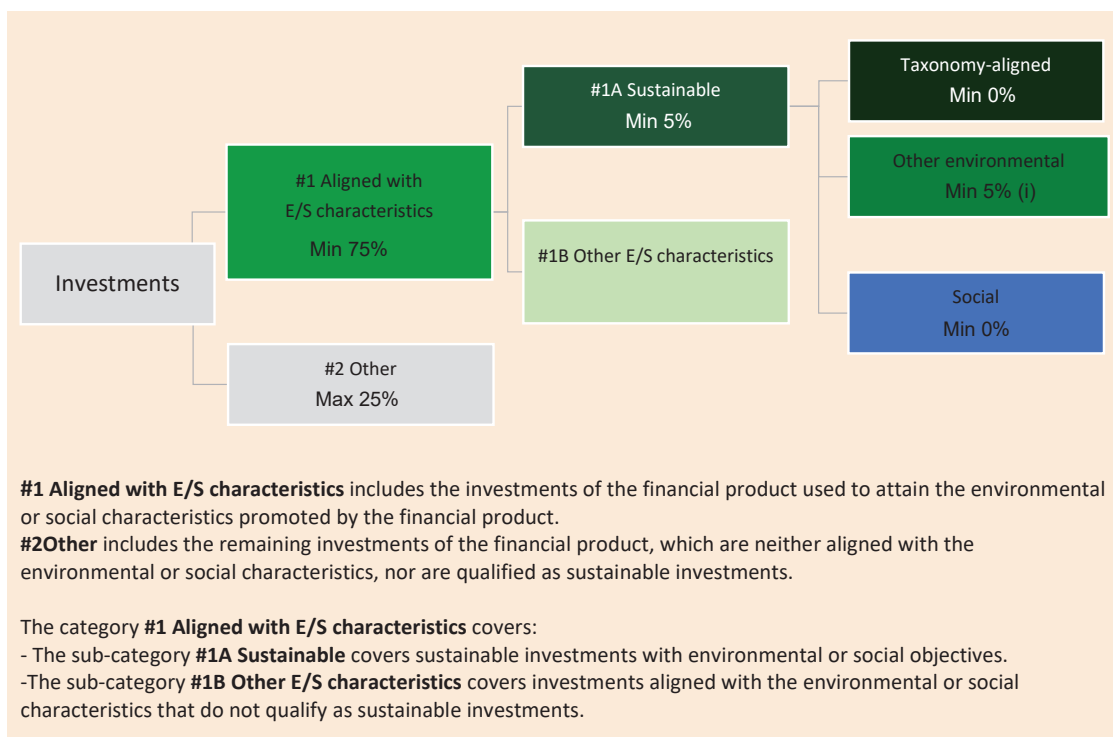 Investments
#1 Aligned with
E/S characteristics
Min 75%
#2 Other
Max 25%
#1A Sustainable
Min 5%
#1B Other E/S characteristics
Taxonomy-aligned
Min 0%
Other environmental
Min 5% (i)
Social
Min 0%
#1 Aligned with E/S characteristics includes the investments of the financial product used to attain the environmental
or social characteristics promoted by the financial product.
#2Other includes the remaining investments of the financial product, which are neither aligned with the
environmental or social characteristics, nor are qualified as sustainable investments.
The category #1 Aligned with E/S characteristics covers:
- The sub-category #1A Sustainable covers sustainable investments with environmental or social objectives.
-The sub-category #1B Other E/S characteristics covers investments aligned with the environmental or social
characteristics that do not qualify as sustainable investments.